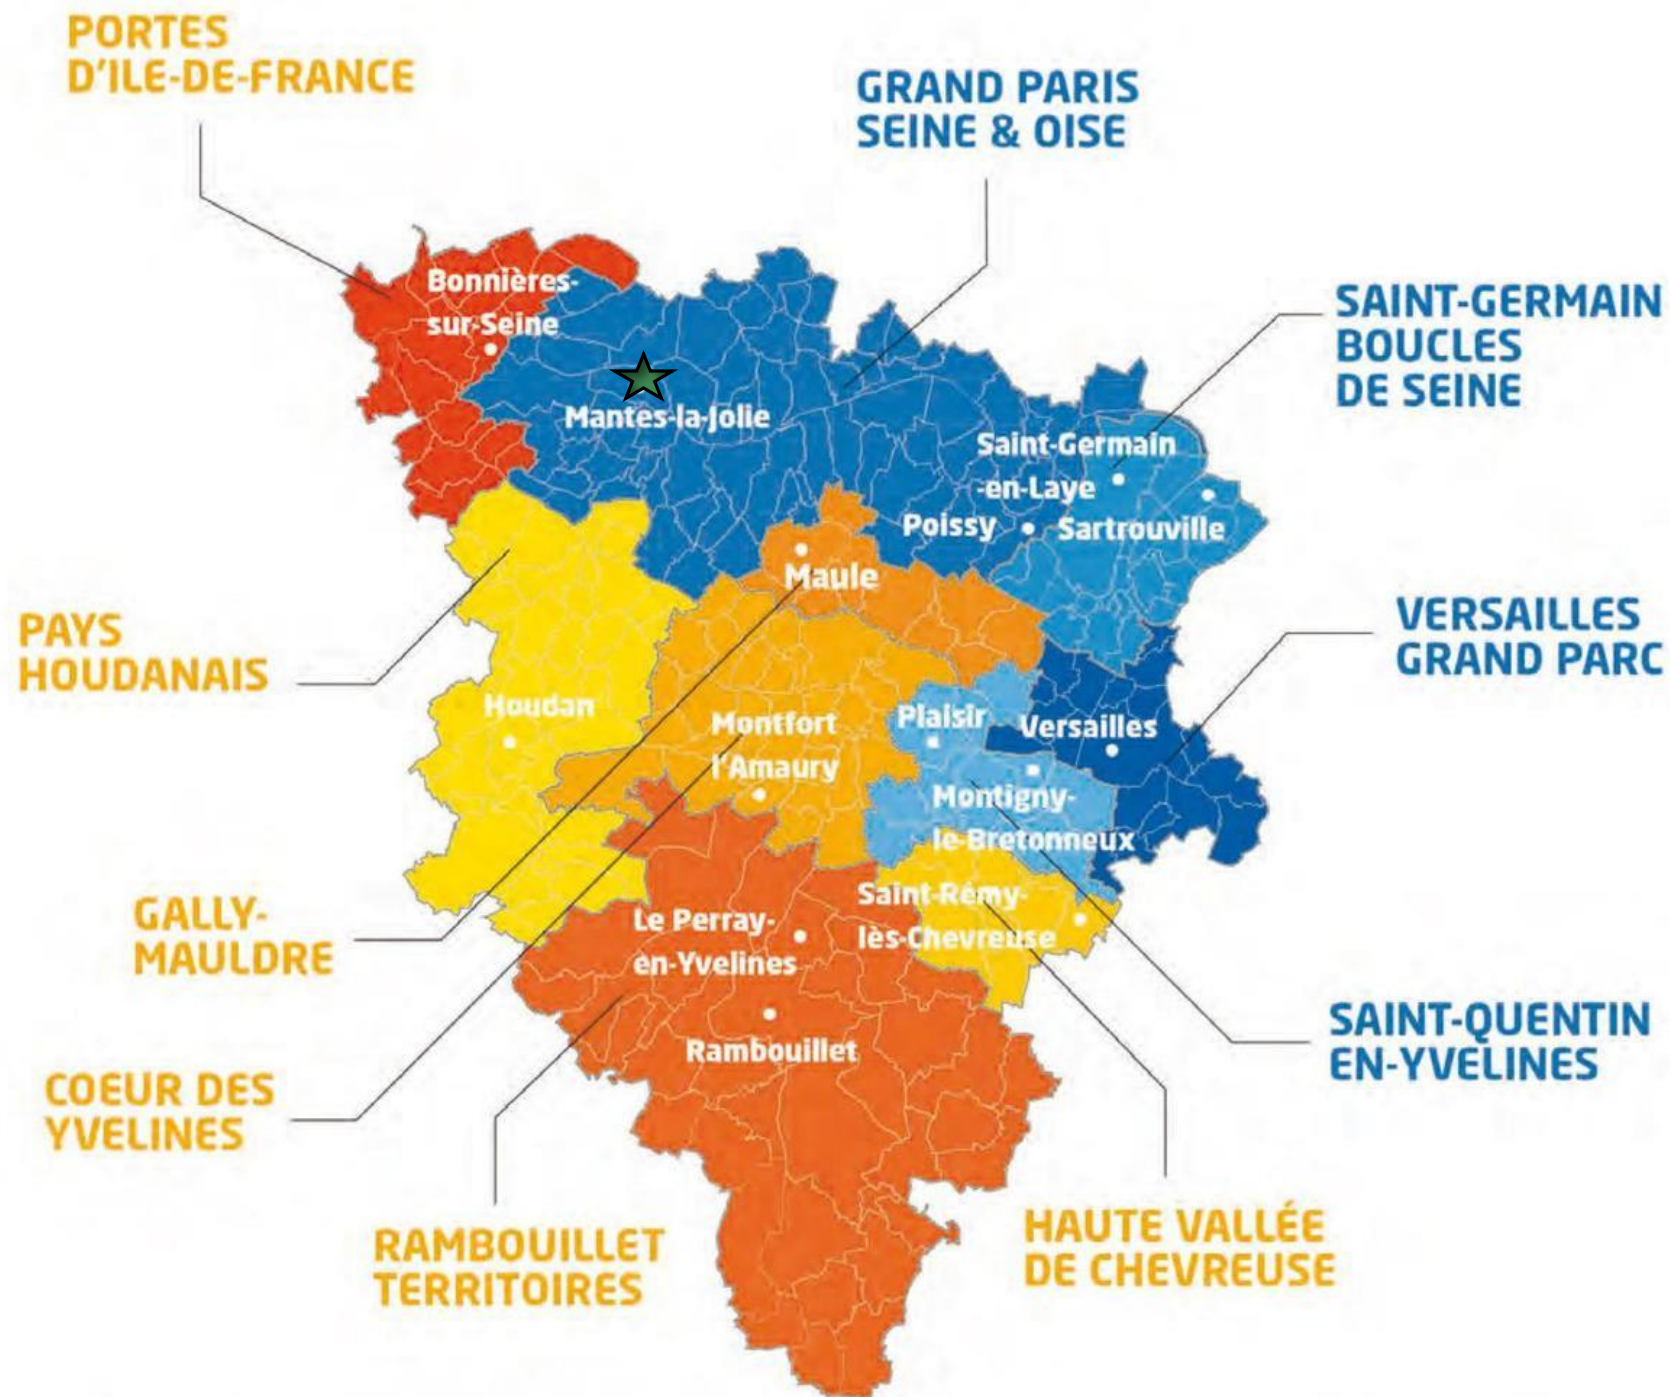 PORTES
D'ILE-DE-FRANCE
GRAND PARIS
SEINE & OISE
SAINT-GERMAIN
BOUCLES
DE SEINE
Bonnières-
sur-Seine
Mantes-la-Jolie
Saint-Germain
-en-Laye
Poissy
Sartrouville
Maule
PAYS
HOUDANAIS
VERSAILLES
GRAND PARC
Houdan
Montfort
l'Amaury
Plaisir
Versailles
Montigny-
le-Bretonneux
GALLY-
MAULDRE
Le Perray-
en-Yvelines
Saint-Rémy-
lès-Chevreuse
Rambouillet
SAINT-QUENTIN
EN-YVELINES
COEUR DES
YVELINES
RAMBOUILLET
TERRITOIRES
HAUTE VALLÉE
DE CHEVREUSE